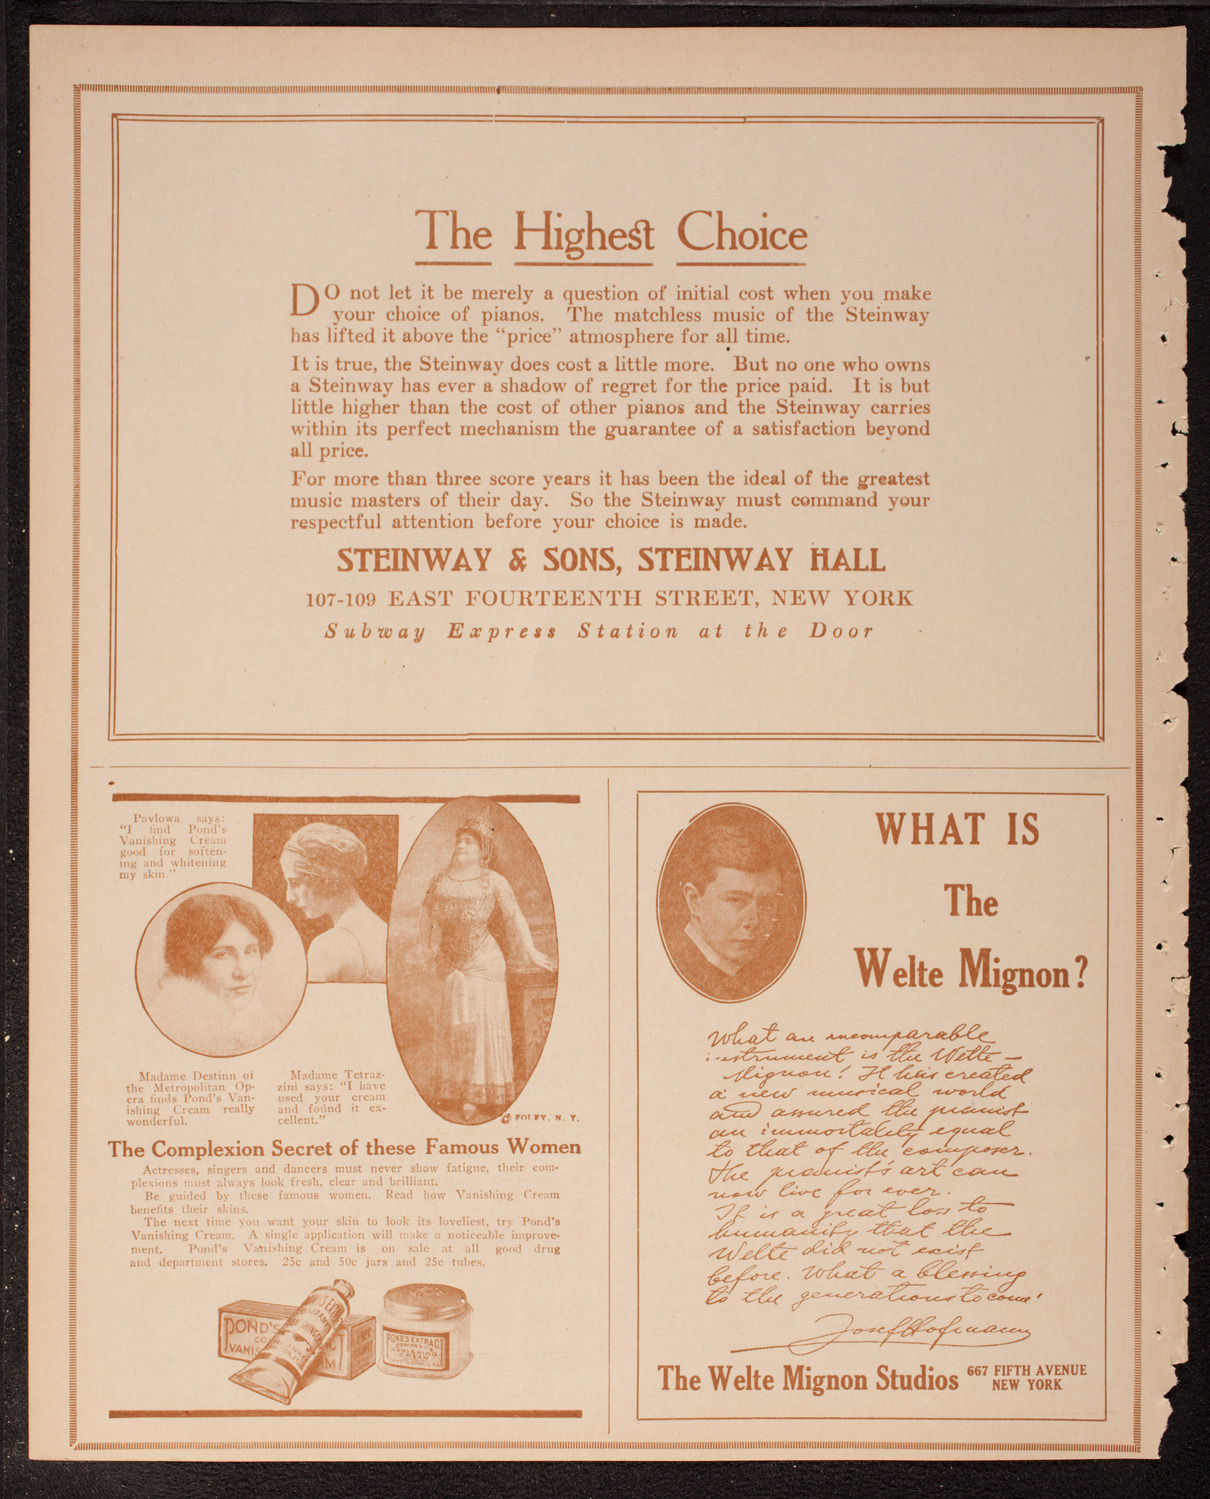 The Highest Choice
DO not let it be merely a question of initial cost when you make
your choice of pianos. The matchless music of the Steinway
has lifted it above the "price" atmosphere for all time.
It is true, the Steinway does cost a little more. But no one who owns
a Steinway has ever a shadow of regret for the price paid. It is but
little higher than the cost of other pianos and the Steinway carries
within its perfect mechanism the guarantee of a satisfaction beyond
all price.
For more than three score years it has been the ideal of the greatest
music masters of their day. So the Steinway must command your
respectful attention before your choice is made.
STEINWAY & SONS, STEINWAY HALL
107-109 EAST FOURTEENTH STREET, NEW YORK
Subway Express Station at the Door
Pavlowa says:
"I find Pond's
Vanishing Cream
good for soften-
ing and whitening
my skin."
Madame Destinn of
the Metropolitan Op-
era finds Pond's Van-
ishing Cream really
wonderful.
Madame Tetraz-
zini says: "I have
used your cream
and found it ex-
cellent."
© FOLEY. N. Y.
The Complexion Secret of these Famous Women
Actresses, singers and dancers must never show fatigue, their com-
plexions must always look fresh, clear and brilliant.
Be guided by these famous women. Read how Vanishing Cream
benefits their skins.
The next time you want your skin to look its loveliest, try Pond's
Vanishing Cream. A single application will make a noticeable improve-
ment. Pond's Vanishing Cream is on sale at all good drug
and department stores. 25c and 50c jars and 25c tubes.
POND'S
VANIS
POND'S EXTRACT
COMPANY'S
VANISHING
CREAM
WHAT IS
The
Welte Mignon?
What an incomparable
instrument is the Welte-
Mignon! It has created
a new musical world
and assured the pianist
an immortality equal
to that of the composer.
The pianist's art can
now live for ever.
It is a great loss to
humanity that the
Welte did not exist
before. What a blessing
to the generations to come!
Josef Hofmann
The Welte Mignon Studios 667 FIFTH AVENUE
NEW YORK